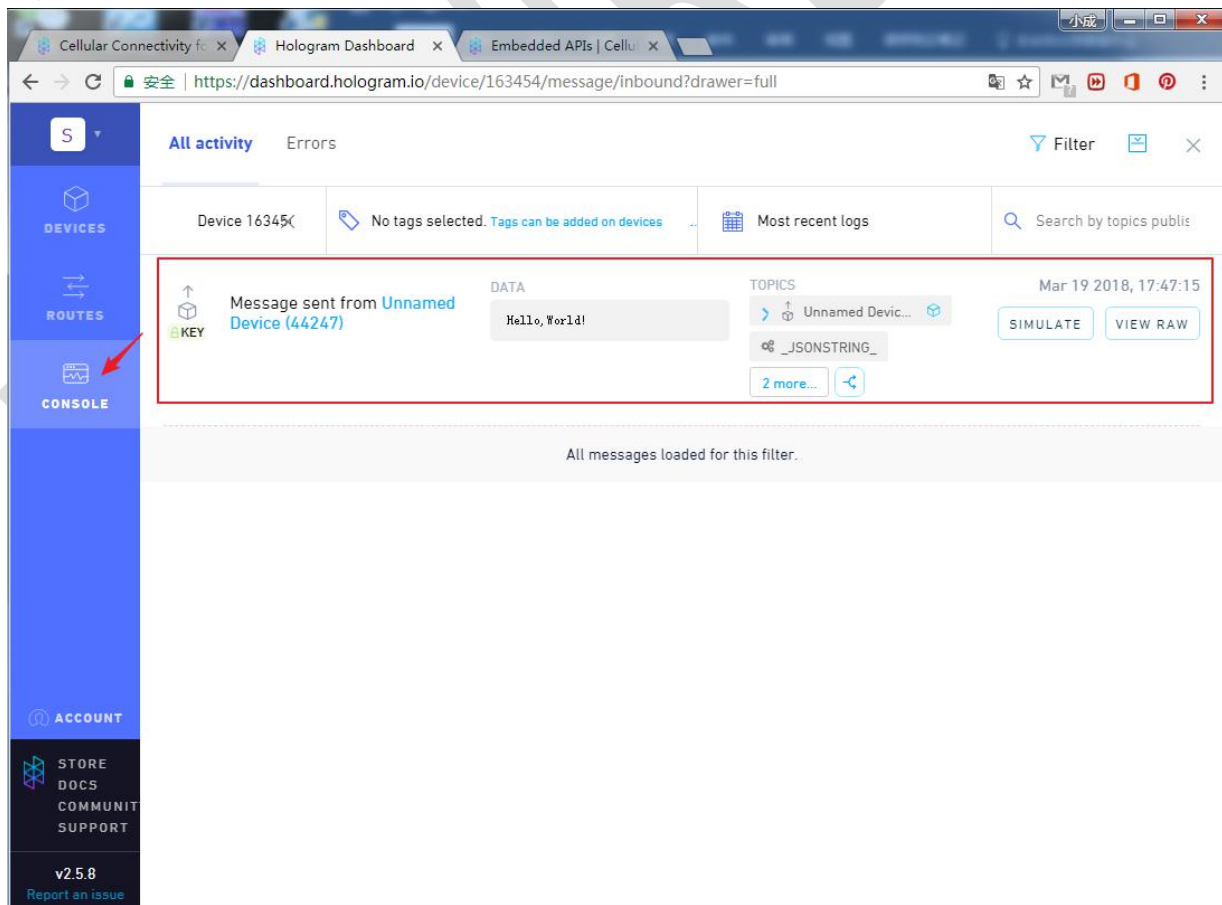 小成
Cellular Connectivity fo
Hologram Dashboard
Embedded APIs | Cellul
安全 | https://dashboard.hologram.io/device/163454/message/inbound?drawer=full
S
All activity Errors
Filter
DEVICES
Device 16345
No tags selected. Tags can be added on devices ..
Most recent logs
Search by topics publis
ROUTES
KEY
Message sent from Unnamed
Device (44247)
DATA
Hello, World!
TOPICS
Unnamed Devic...
_JSONSTRING_
2 more...
Mar 19 2018, 17:47:15
SIMULATE VIEW RAW
CONSOLE
All messages loaded for this filter.
ACCOUNT
STORE
DOCS
COMMUNIT
SUPPORT
v2.5.8
Report an issue